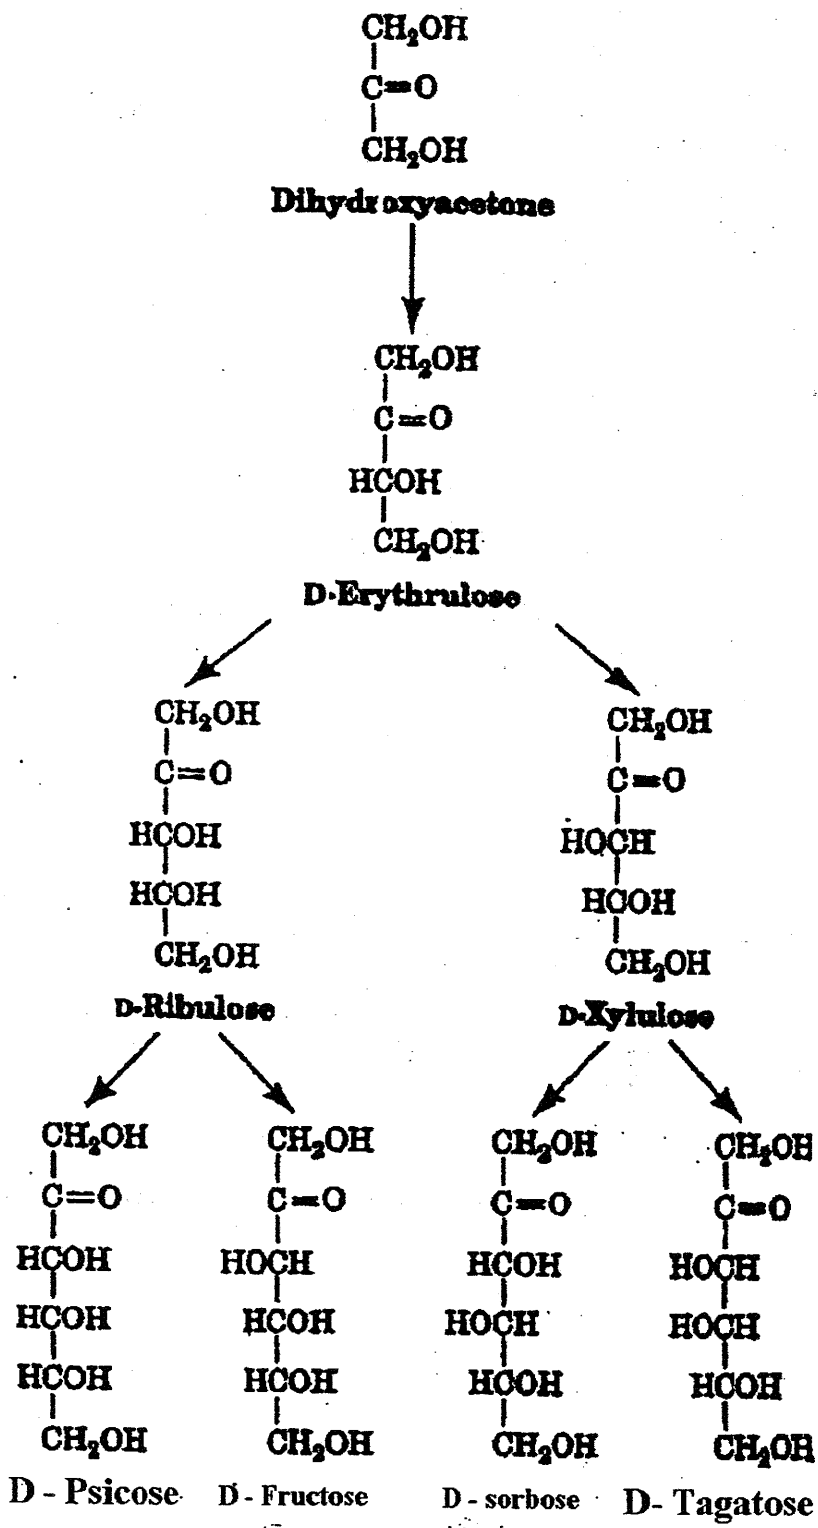 CH₂OH
C=O
CH₂OH
Dihydroxyacetone
CH₂OH
C=O
HCOH
CH₂OH
D-Erythrulose
CH₂OH
C=O
HCOH
HCOH
CH₂OH
D-Ribulose
CH₂OH
C=O
HOCH
HCOH
CH₂OH
D-Xylulose
CH₂OH
C=O
HCOH
HCOH
HCOH
CH₂OH
D - Psicose
CH₂OH
C=O
HOCH
HCOH
HCOH
CH₂OH
D - Fructose
CH₂OH
C=O
HCOH
HOCH
HCOH
CH₂OH
D - sorbose
CH₂OH
C=O
HOCH
HOCH
HCOH
CH₂OH
D- Tagatose